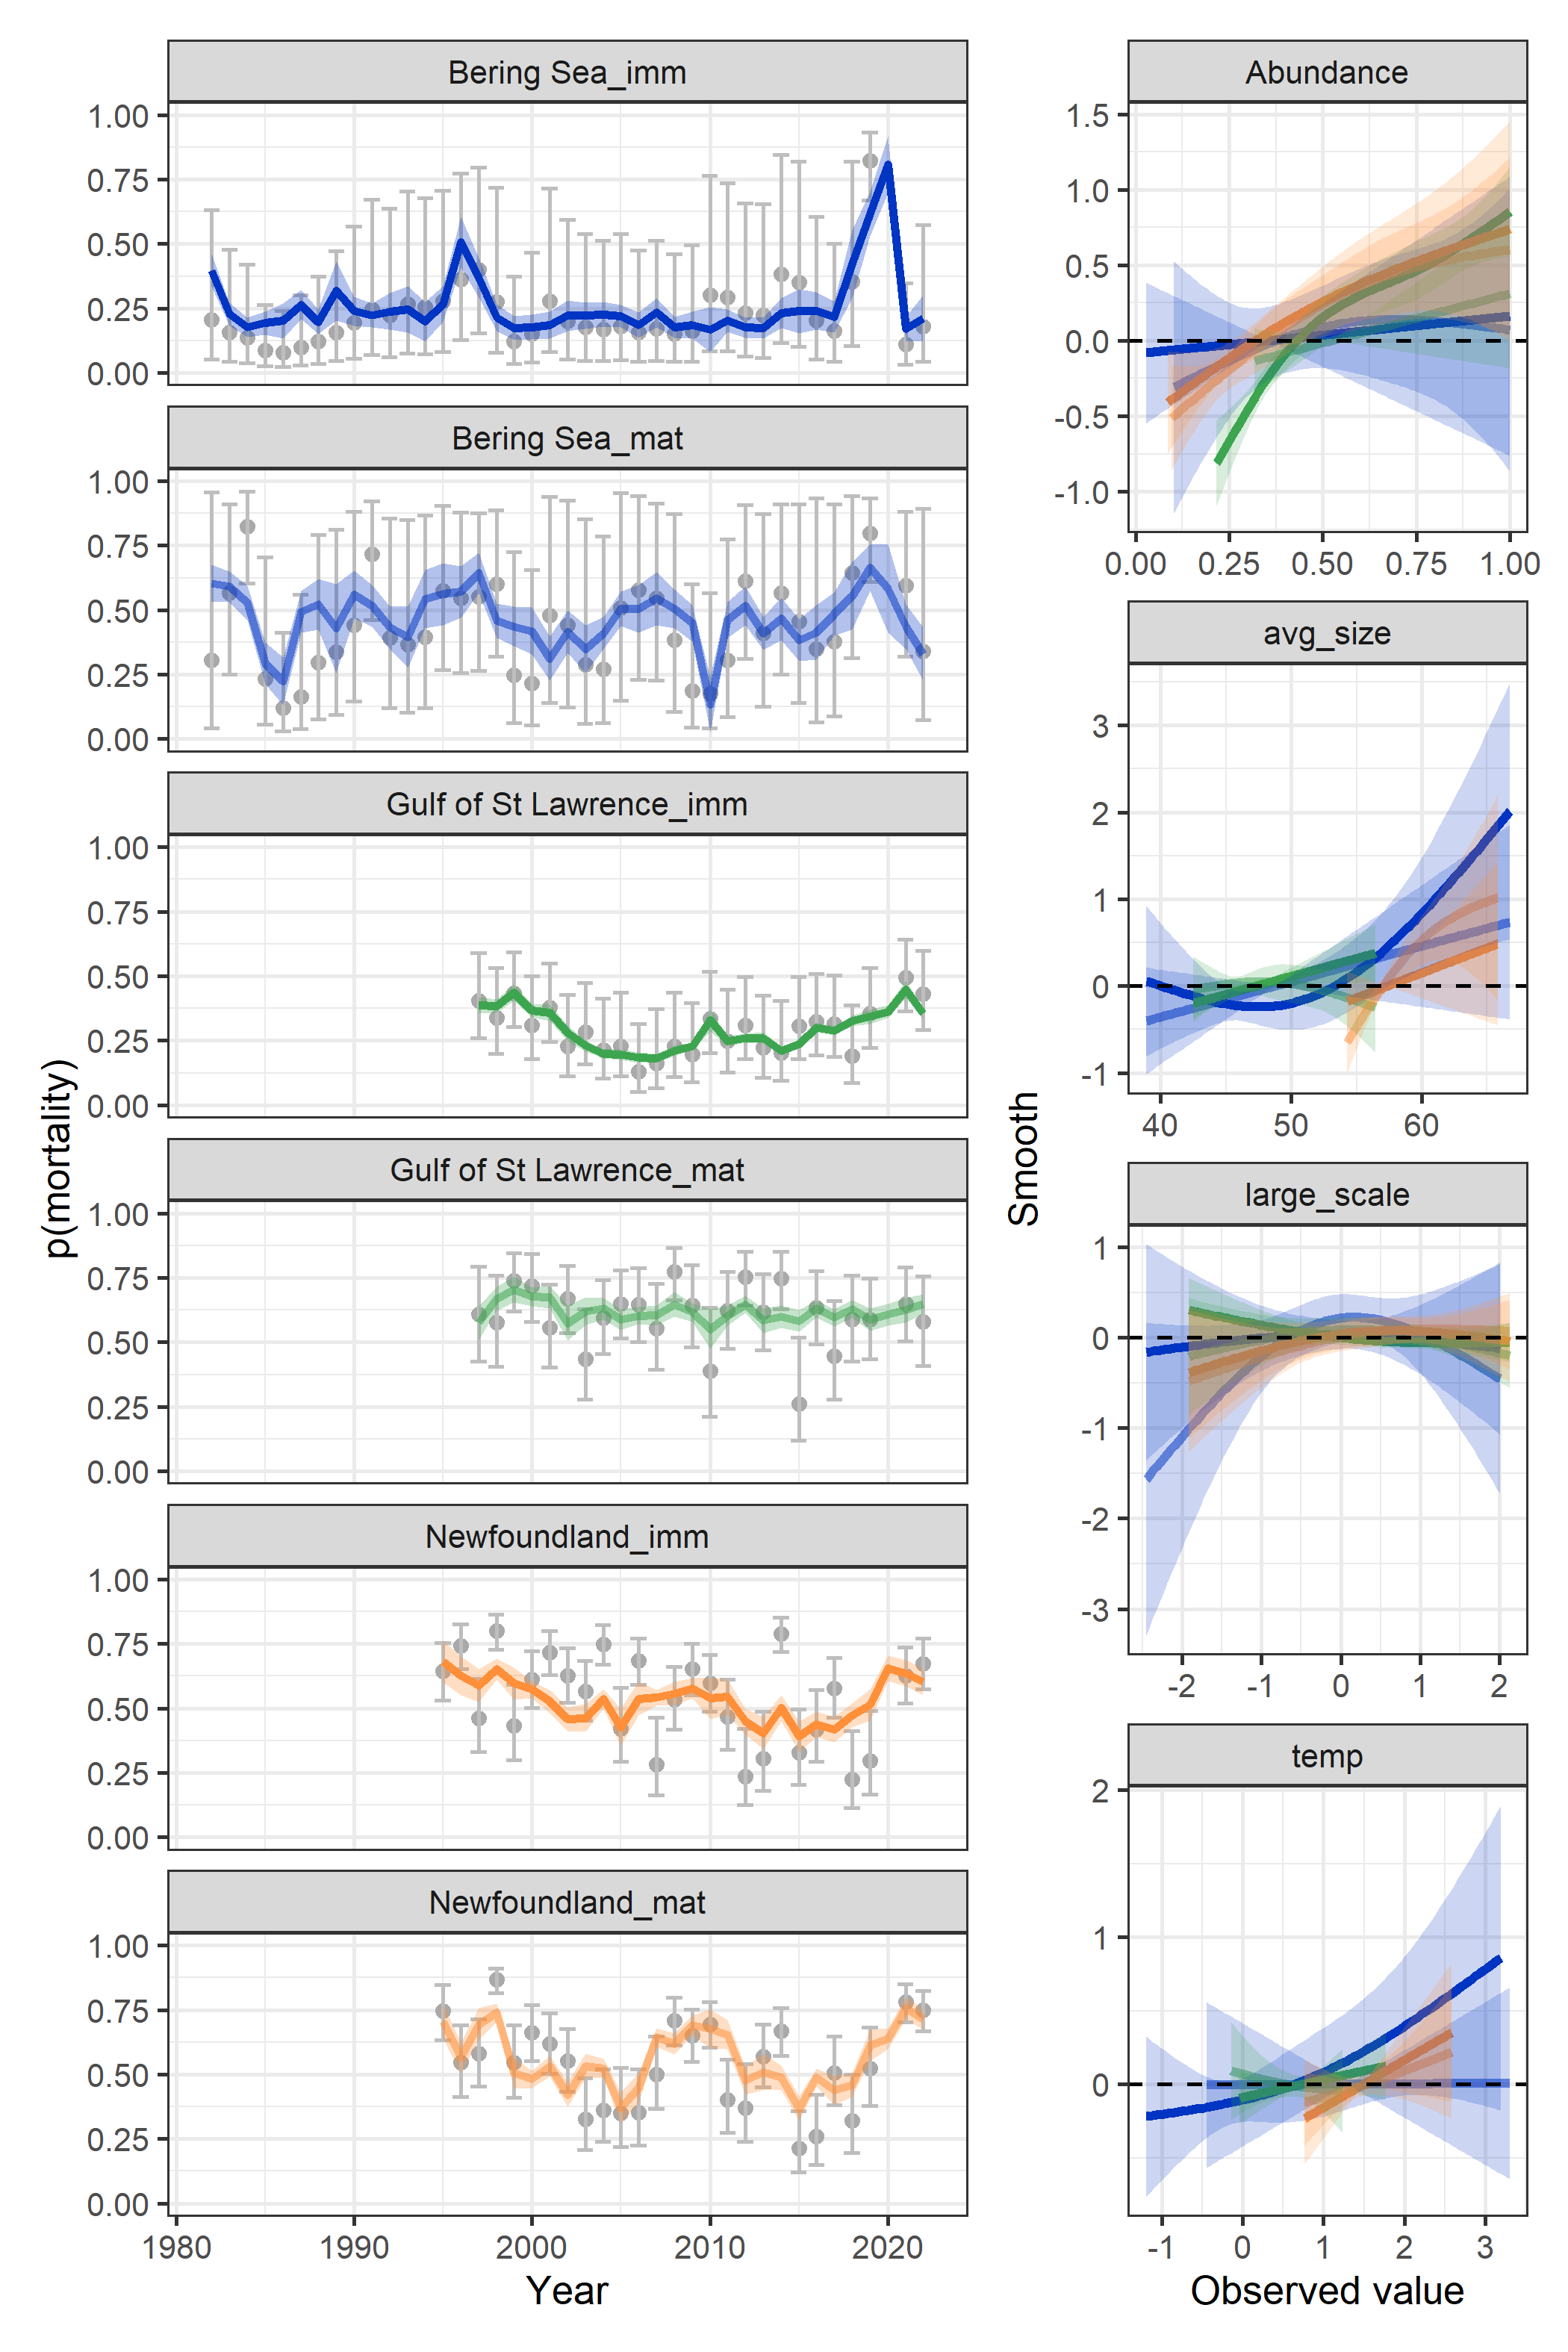 Bering Sea_imm
1.00
0.75
0.50
0.25
0.00
Bering Sea_mat
1.00
0.75
0.50
0.25
0.00
Gulf of St Lawrence_imm
1.00
0.75
0.50
0.25
0.00
Gulf of St Lawrence_mat
1.00
0.75
0.50
0.25
0.00
Newfoundland_imm
1.00
0.75
0.50
0.25
0.00
Newfoundland_mat
1.00
0.75
0.50
0.25
0.00
1980 1990 2000 2010 2020
Year
p(mortality)
Abundance
1.5
1.0
0.5
0.0
-0.5
-1.0
0.00 0.25 0.50 0.75 1.00
avg_size
3
2
1
0
-1
40 50 60
large_scale
1
0
-1
-2
-3
-2 -1 0 1 2
temp
2
1
0
-1 0 1 2 3
Observed value
Smooth